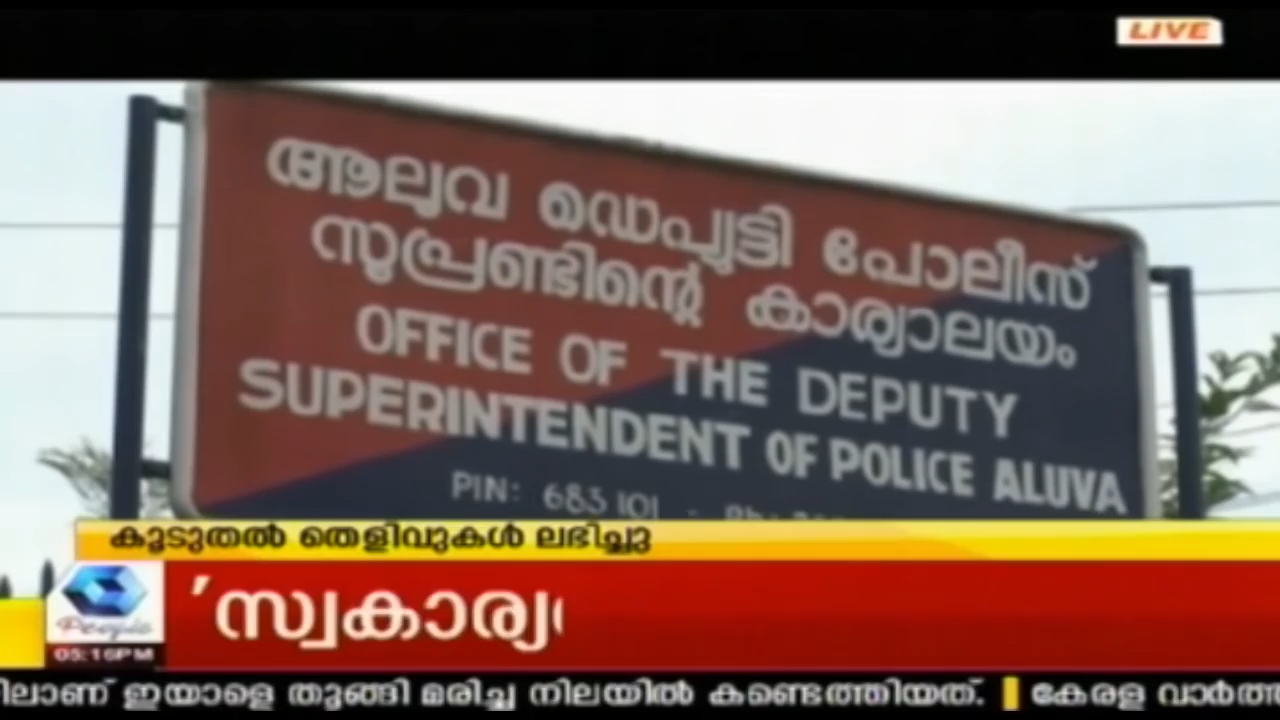 LIVE
ആലുവ ഡെപ്യുട്ടി പോലീസ്
സൂപ്രണ്ടിന്റെ കാര്യാലയം
OFFICE OF THE DEPUTY
SUPERINTENDENT OF POLICE ALUVA
PIN: 683 101 -
കൂടുതൽ തെളിവുകൾ ലഭിച്ചു
'സ്വകാര്യ
People
05:16PM
ിലാണ് ഇയാളെ തൂങ്ങി മരിച്ച നിലയിൽ കണ്ടെത്തിയത്. കേരള